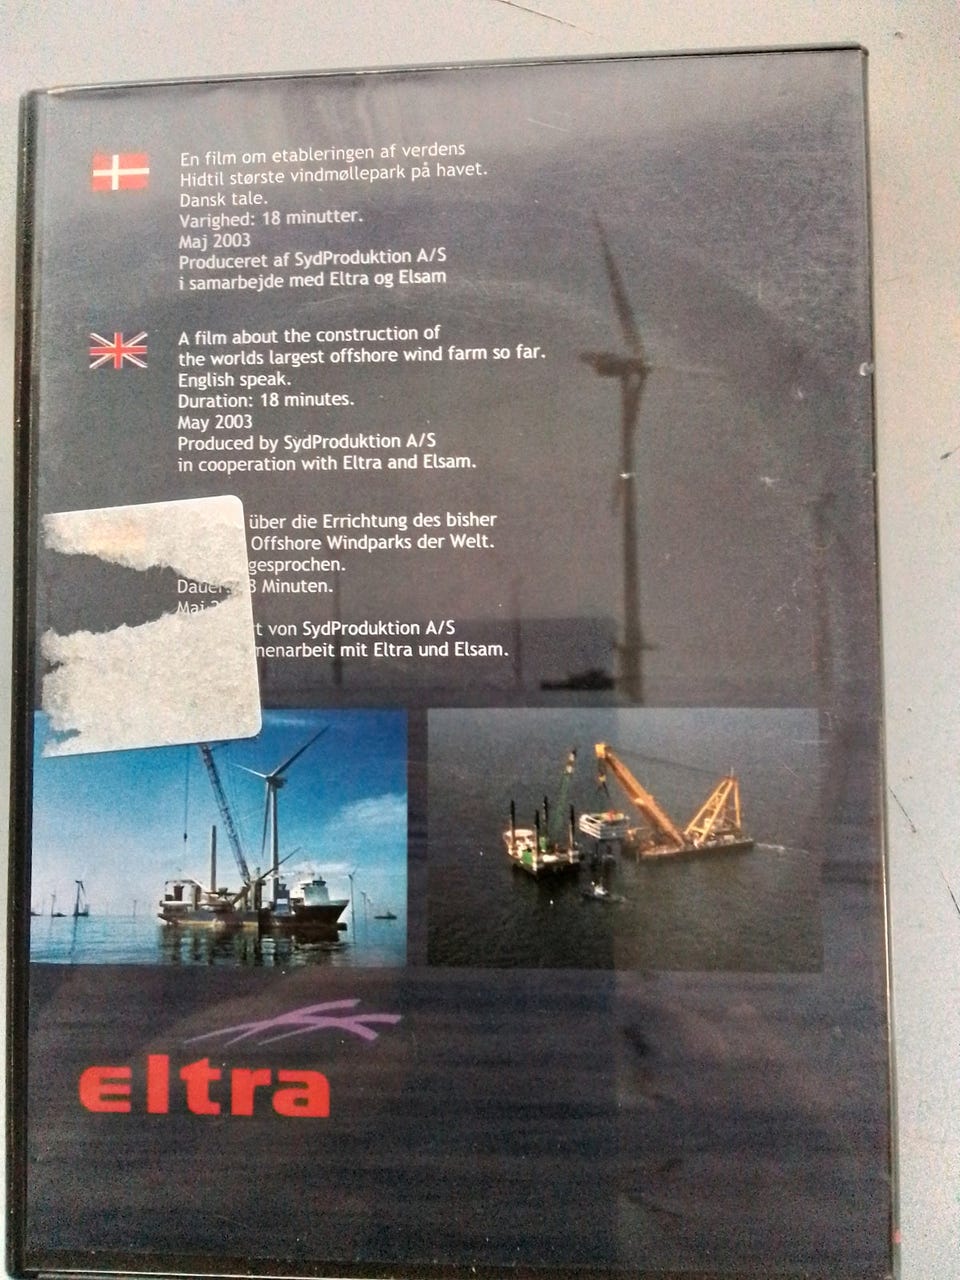 En film om etableringen af verdens
Hidtil største vindmøllepark på havet.
Dansk tale.
Varighed: 18 minutter.
Maj 2003
Produceret af SydProduktion A/S
i samarbejde med Eltra og Elsam
A film about the construction of
the worlds largest offshore wind farm so far.
English speak.
Duration: 18 minutes.
May 2003
Produced by SydProduktion A/S
in cooperation with Eltra and Elsam.
über die Errichtung des bisher
Offshore Windparks der Welt.
gesprochen.
Minuten.
von SydProduktion A/S
mit Eltra und Elsam.
eltra